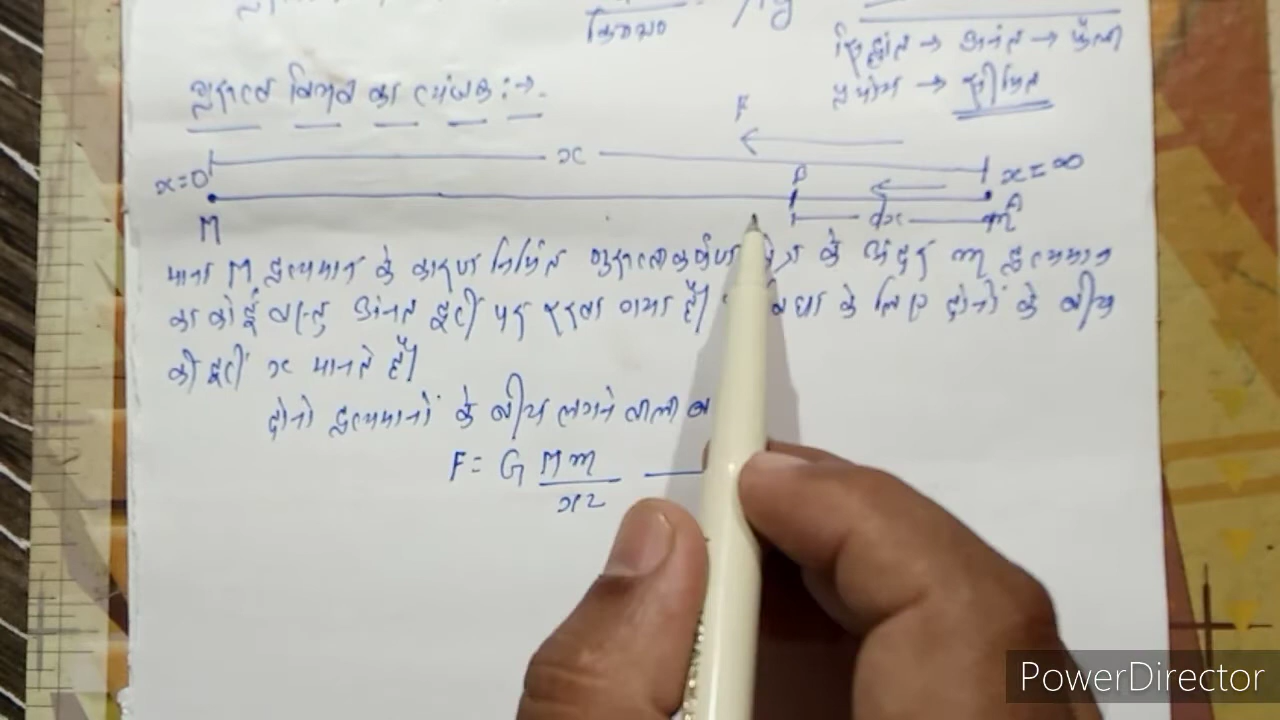 किग्रा
सिद्धांत → अनंत → फैली
प्रयोग → सीमित
गुरुत्व विभव का व्यंजक :→
F
x
x=0
B
x=∞
A
M
dx
m
माना M द्रव्यमान के कारण निर्मित गुरुत्वाकर्षण के अंदर m द्रव्यमान
का कोई वस्तु अनंत दूरी पर रखा गया है। के लिए दोनों के बीच
की दूरी x मानते हैं।
दोनो द्रव्यमानों के बीच लगने वाला
F = G Mm
x2
PowerDirector